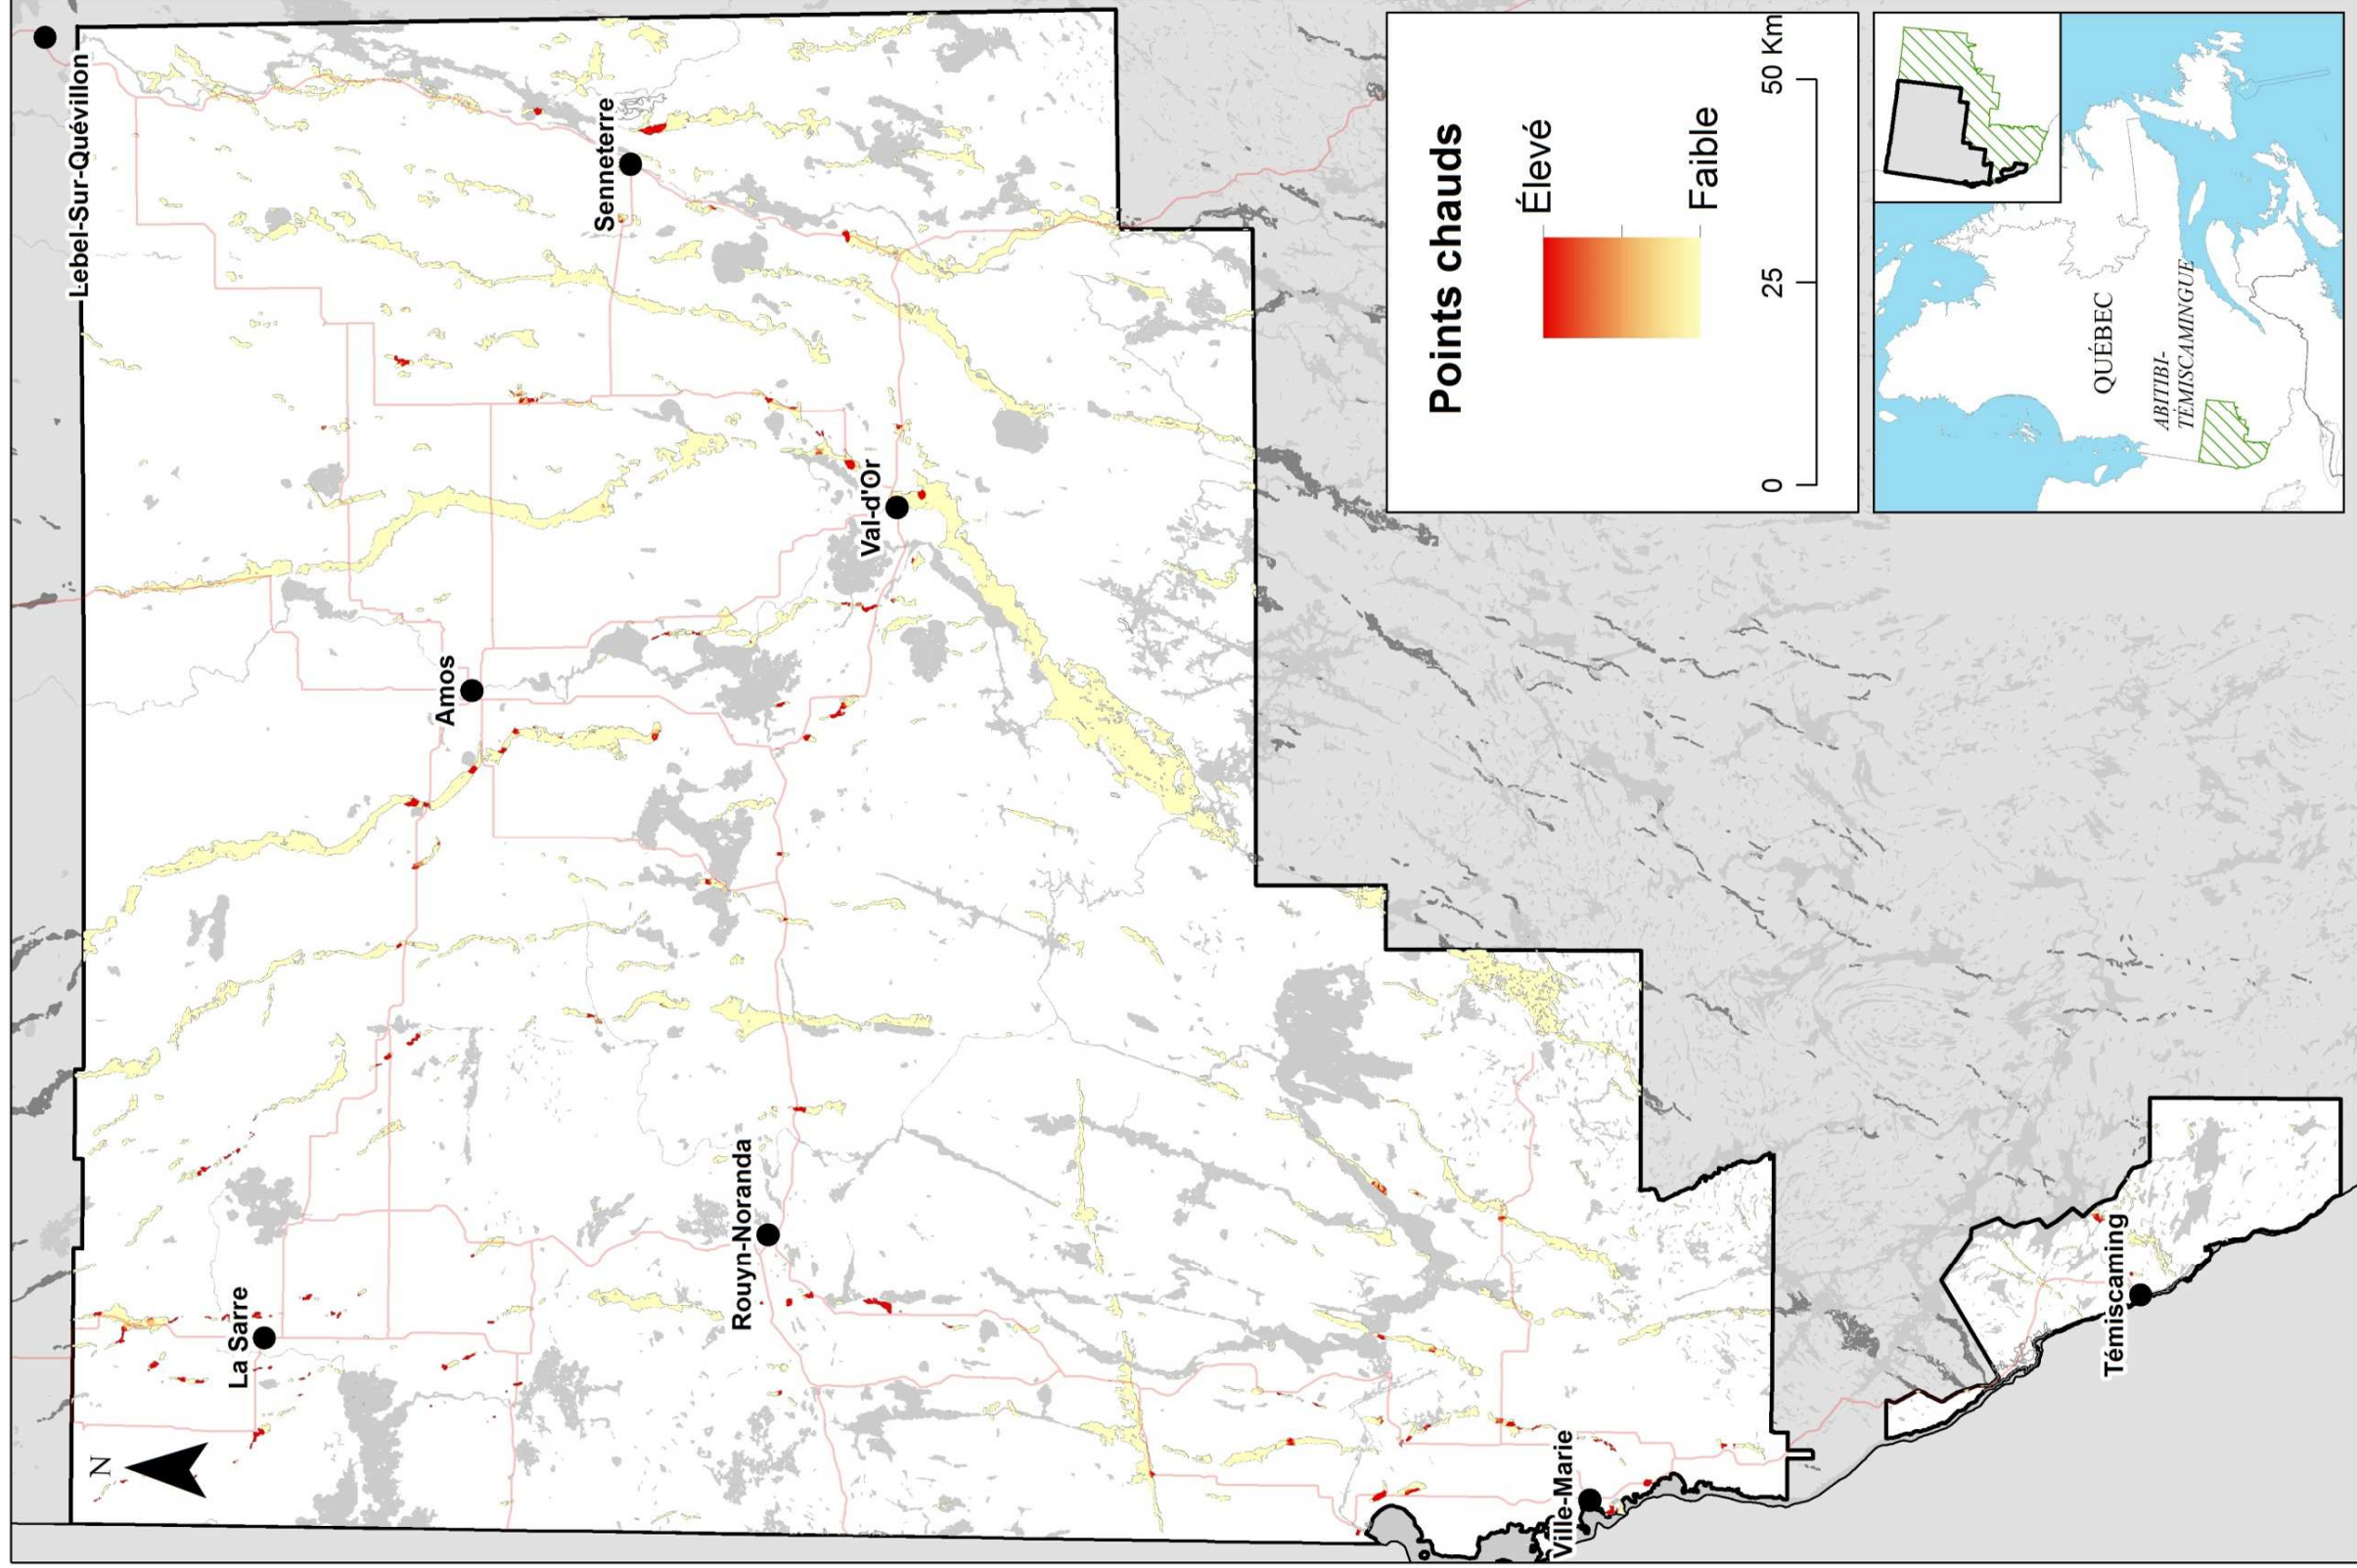 Lebel-Sur-Quévillon
Senneterre
Amos
Val-d'Or
La Sarre
Rouyn-Noranda
Ville-Marie
Témiscaming
N
Points chauds
Élevé
Faible
0
25
50 Km
QUÉBEC
ABITIBI-
TÉMISCAMINGUE